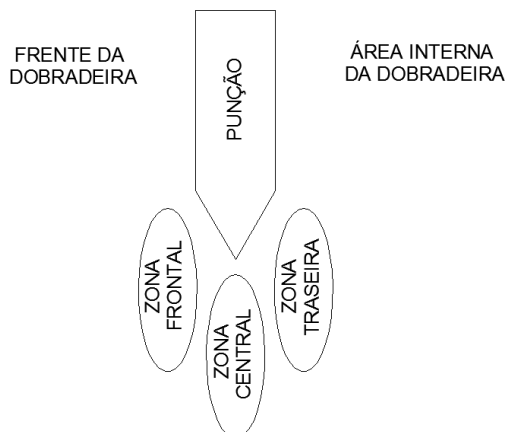 FRENTE DA
DOBRADEIRA
PUNÇÃO
ÁREA INTERNA
DA DOBRADEIRA
ZONA
FRONTAL
ZONA
CENTRAL
ZONA
TRASEIRA